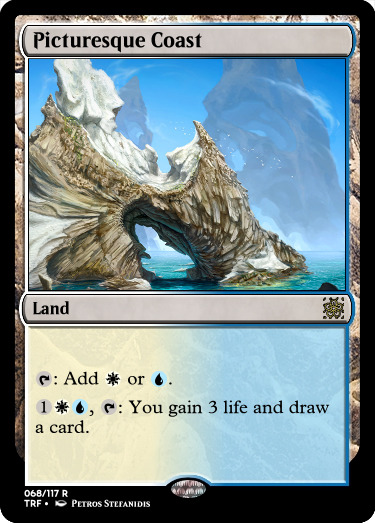 Picturesque Coast
Land
: Add or .
1 , : You gain 3 life and draw
a card.
068/117 R
TRF • Petros Stefanidis